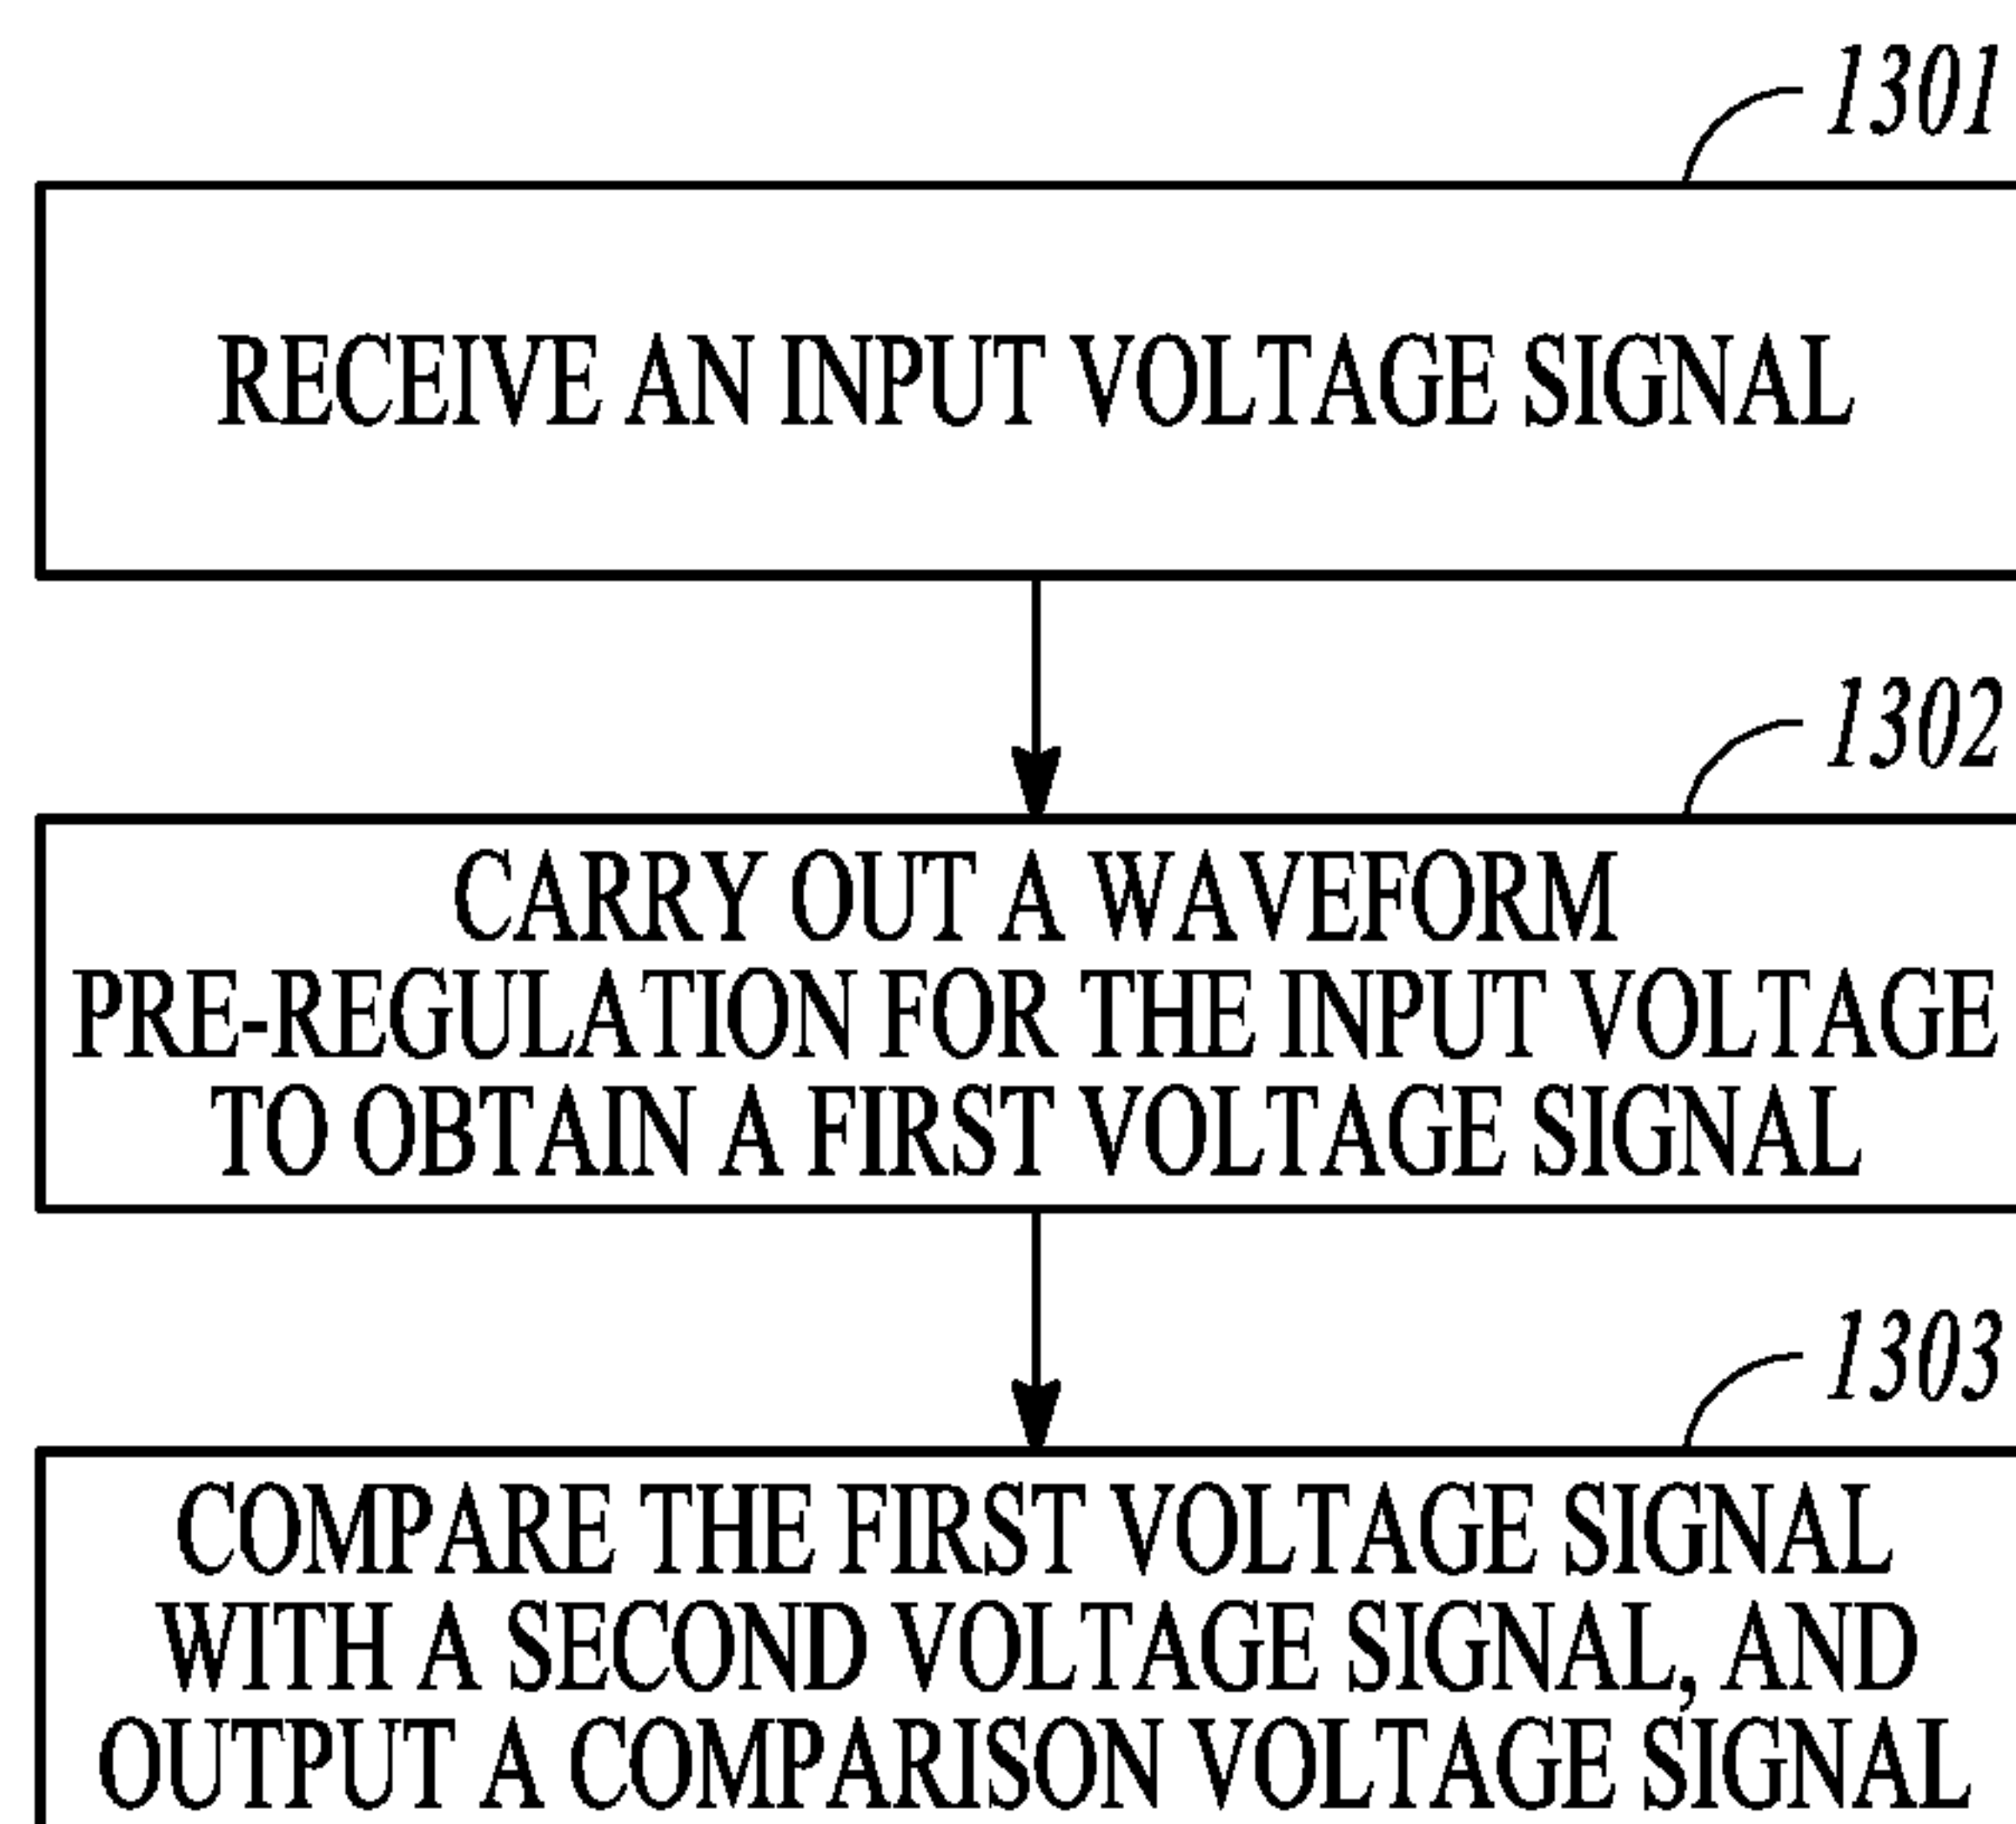 1301
RECEIVE AN INPUT VOLTAGE SIGNAL
1302
CARRY OUT A WAVEFORM
PRE-REGULATION FOR THE INPUT VOLTAGE
TO OBTAIN A FIRST VOLTAGE SIGNAL
1303
COMPARE THE FIRST VOLTAGE SIGNAL
WITH A SECOND VOLTAGE SIGNAL, AND
OUTPUT A COMPARISON VOLTAGE SIGNAL